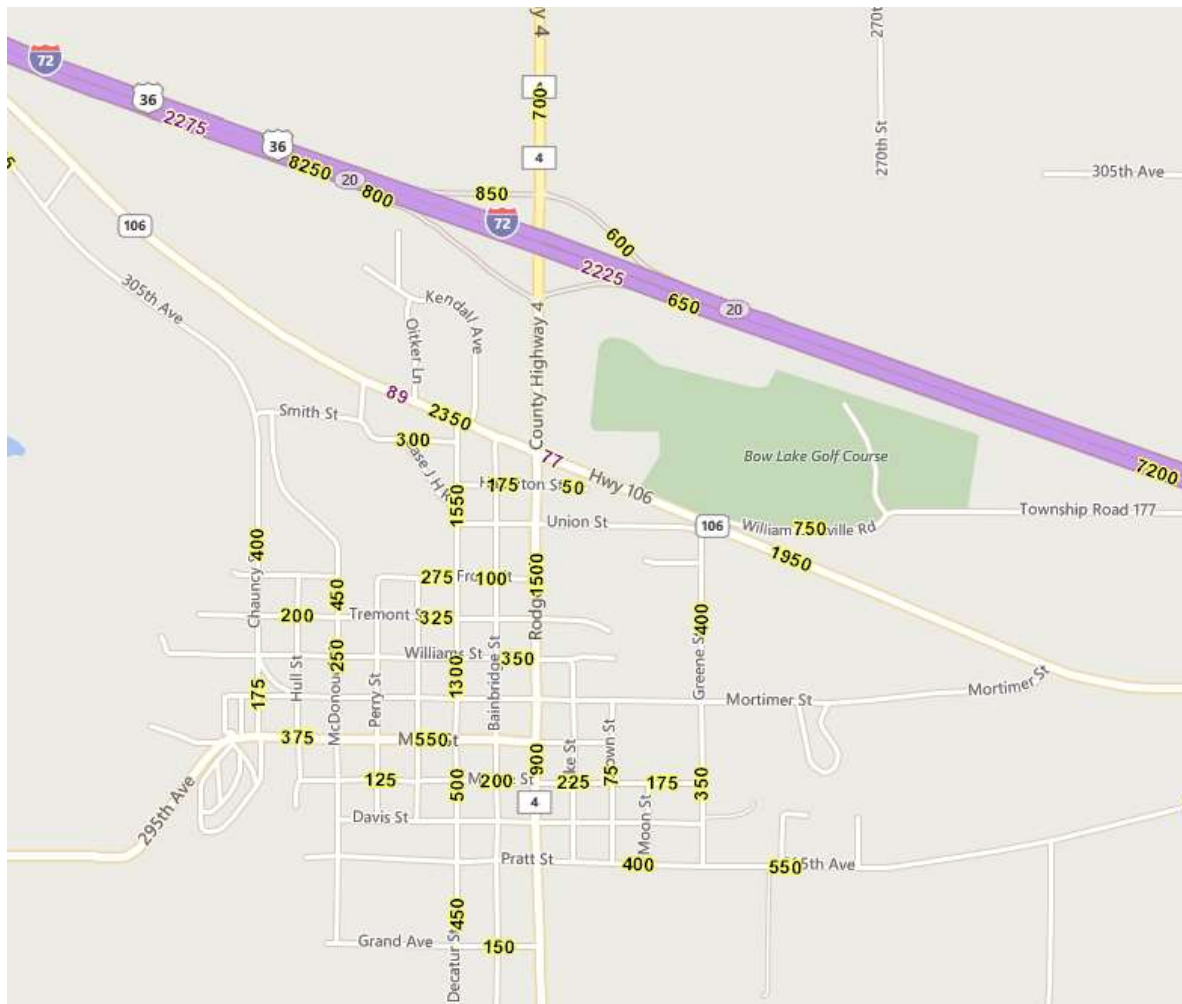 4
72
700
270th
36
2275
36
4
270th St
8250
20
800
850
305th Ave
72
106
600
2225
650
20
305th Ave
Kendall Ave
Oitker Ln
County Highway 4
89
2350
Smith St
300
77
Bow Lake Golf Course
7200
175
50
Hwy 106
1550
Union St
106
750
Township Road 177
1950
400
Chauncy
275
100
1500
450
200
Tremont
325
400
Williams St
350
250
1300
Greene S
Hull St
Perry St
Bainbridge St
175
Mortimer St
Mortimer St
375
550
900
125
500
200
225
75
175
350
295th Ave
4
Davis St
Moon St
Pratt St
400
550
5th Ave
450
Grand Ave
150
Decatur St